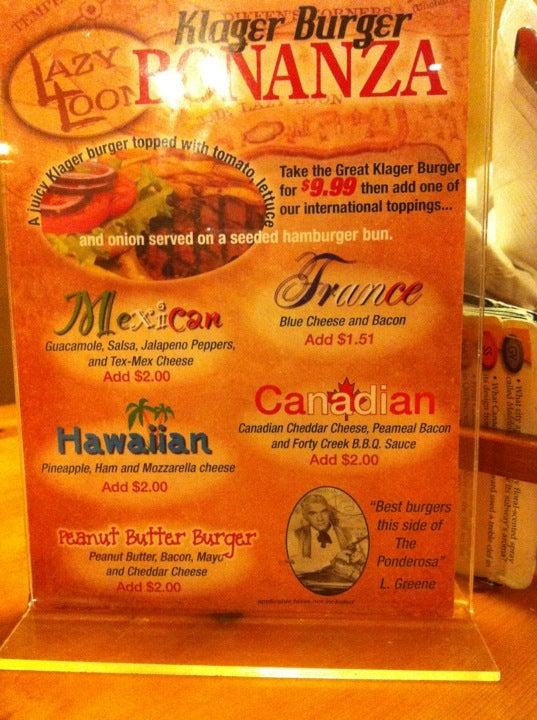 Klager Burger
LAZY LOON
BONANZA
A juicy Klager burger topped with tomato, lettuce
and onion served on a seeded hamburger bun.
Take the Great Klager Burger
for $9.99 then add one of
our international toppings...
Mexican
Guacamole, Salsa, Jalapeno Peppers,
and Tex-Mex Cheese
Add $2.00
France
Blue Cheese and Bacon
Add $1.51
Hawaiian
Pineapple, Ham and Mozzarella cheese
Add $2.00
Canadian
Canadian Cheddar Cheese, Peameal Bacon
and Forty Creek B.B.Q. Sauce
Add $2.00
Peanut Butter Burger
Peanut Butter, Bacon, Mayo
and Cheddar Cheese
Add $2.00
"Best burgers
this side of
The
Ponderosa"
L. Greene
applicable taxes not included